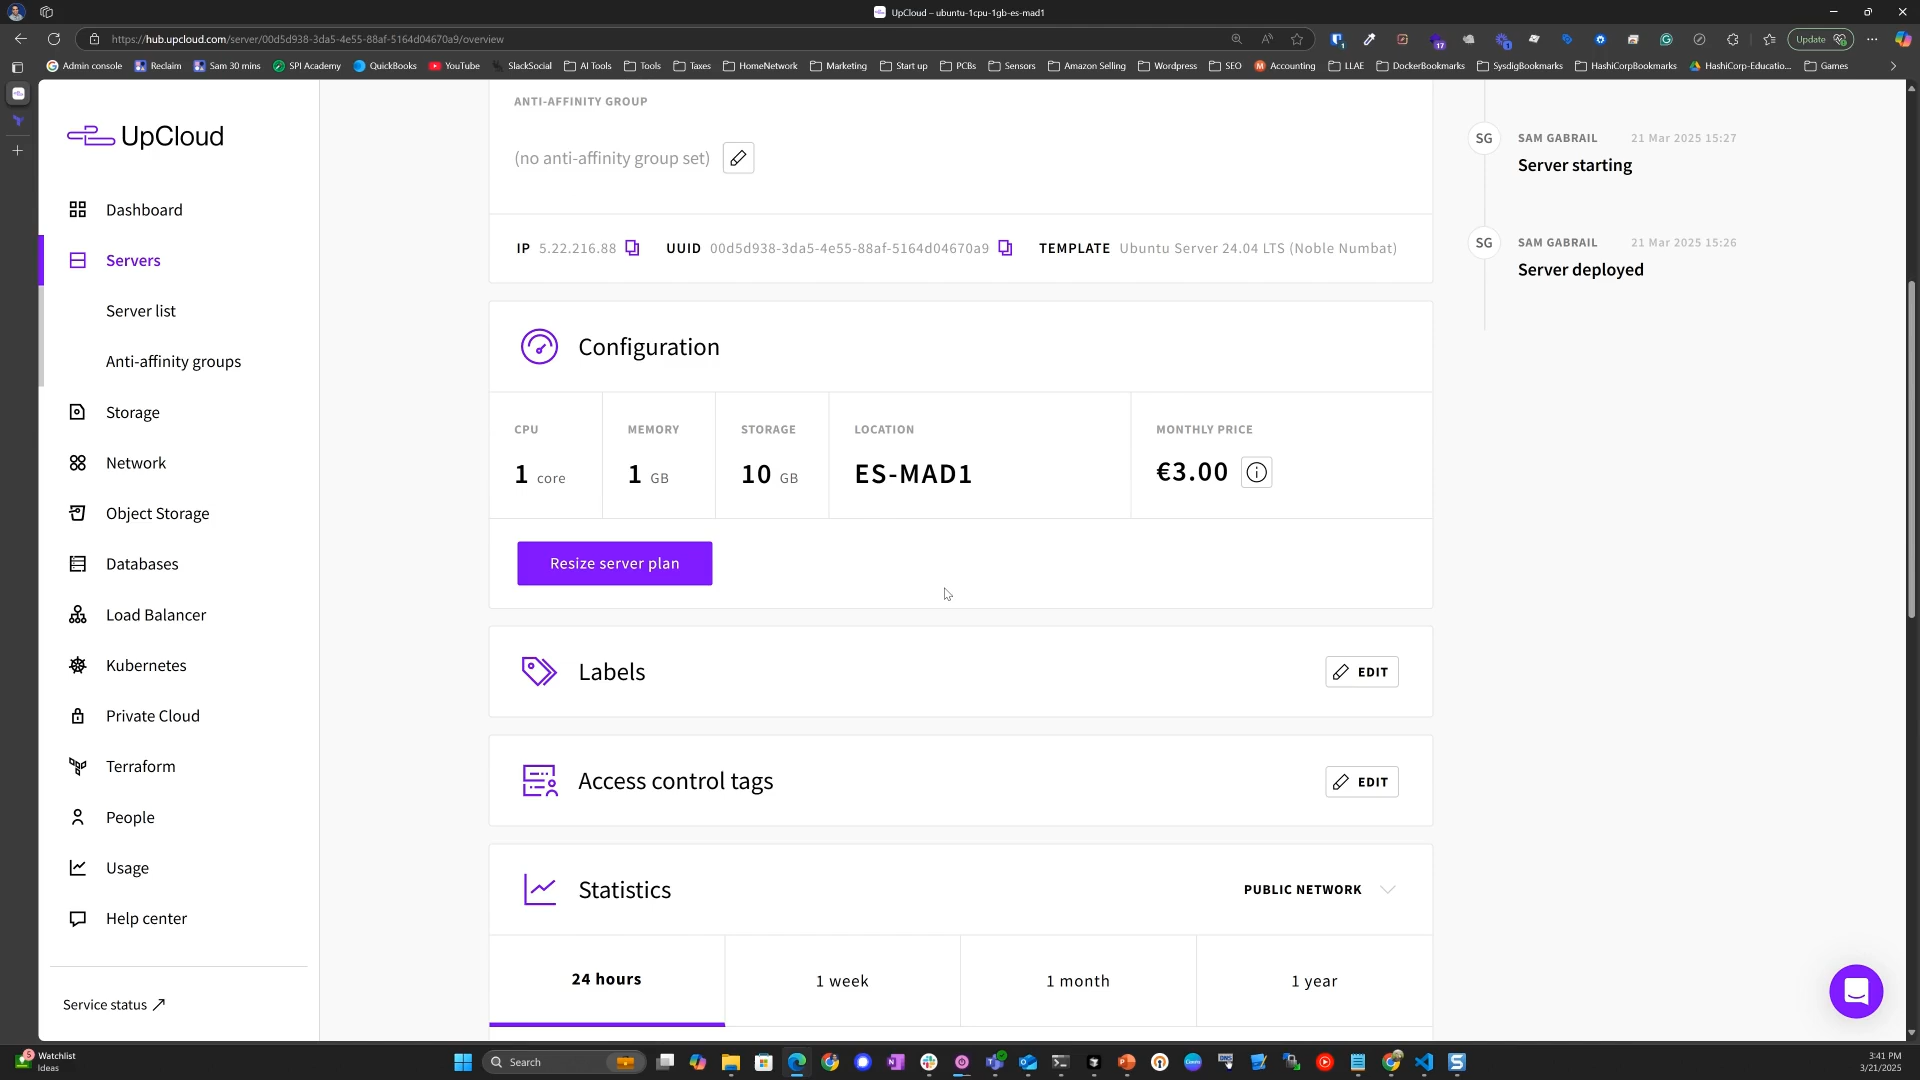 UpCloud – ubuntu-1cpu-1gb-es-mad1
https://hub.upcloud.com/server/00d5d938-3da5-4e55-88af-5164d04670a9/overview
Update
Admin console Reclaim Sam 30 mins SPI Academy QuickBooks YouTube SlackSocial AI Tools Tools Taxes HomeNetwork Marketing Start up PCBs Sensors Amazon Selling Wordpress SEO Accounting LLAE DockerBookmarks SysdigBookmarks HashiCorpBookmarks HashiCorp-Educatio... Games
UpCloud
Dashboard
Servers
Server list
Anti-affinity groups
Storage
Network
Object Storage
Databases
Load Balancer
Kubernetes
Private Cloud
Terraform
People
Usage
Help center
Service status
ANTI-AFFINITY GROUP
(no anti-affinity group set)
IP 5.22.216.88 UUID 00d5d938-3da5-4e55-88af-5164d04670a9 TEMPLATE Ubuntu Server 24.04 LTS (Noble Numbat)
Configuration
CPU MEMORY STORAGE LOCATION MONTHLY PRICE
1 core 1 GB 10 GB ES-MAD1 €3.00
Resize server plan
Labels EDIT
Access control tags EDIT
Statistics PUBLIC NETWORK
24 hours 1 week 1 month 1 year
SG SAM GABRAIL 21 Mar 2025 15:27
Server starting
SG SAM GABRAIL 21 Mar 2025 15:26
Server deployed
Watchlist
Ideas
Search
3:41 PM
3/21/2025